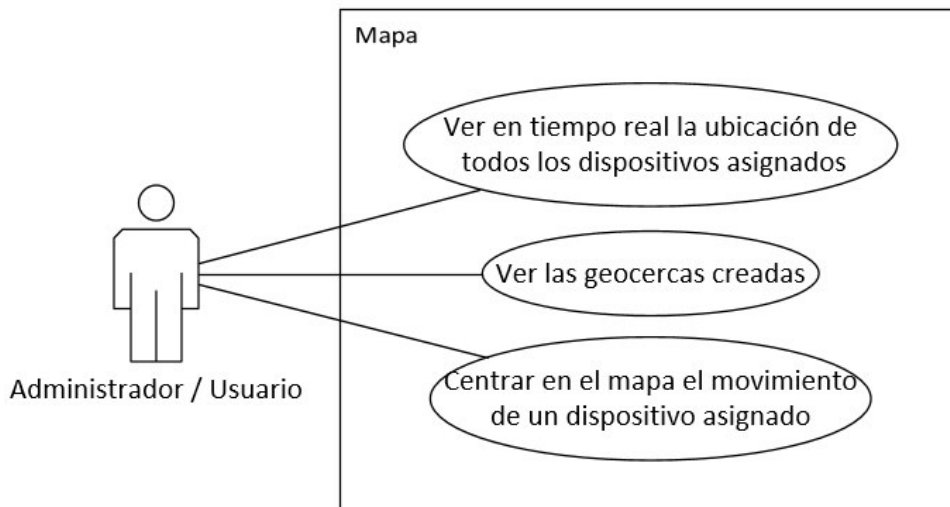 Mapa
Ver en tiempo real la ubicación de
todos los dispositivos asignados
Ver las geocercas creadas
Administrador / Usuario
Centrar en el mapa el movimiento
de un dispositivo asignado